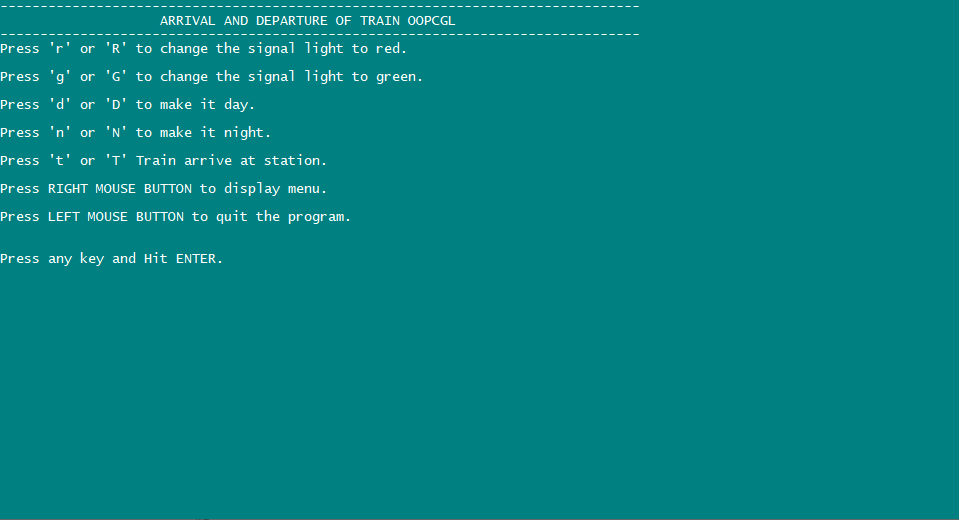 --------------------------------------------------------------------------------
ARRIVAL AND DEPARTURE OF TRAIN OOPCGL
--------------------------------------------------------------------------------
Press 'r' or 'R' to change the signal light to red.
Press 'g' or 'G' to change the signal light to green.
Press 'd' or 'D' to make it day.
Press 'n' or 'N' to make it night.
Press 't' or 'T' Train arrive at station.
Press RIGHT MOUSE BUTTON to display menu.
Press LEFT MOUSE BUTTON to quit the program.
Press any key and Hit ENTER.